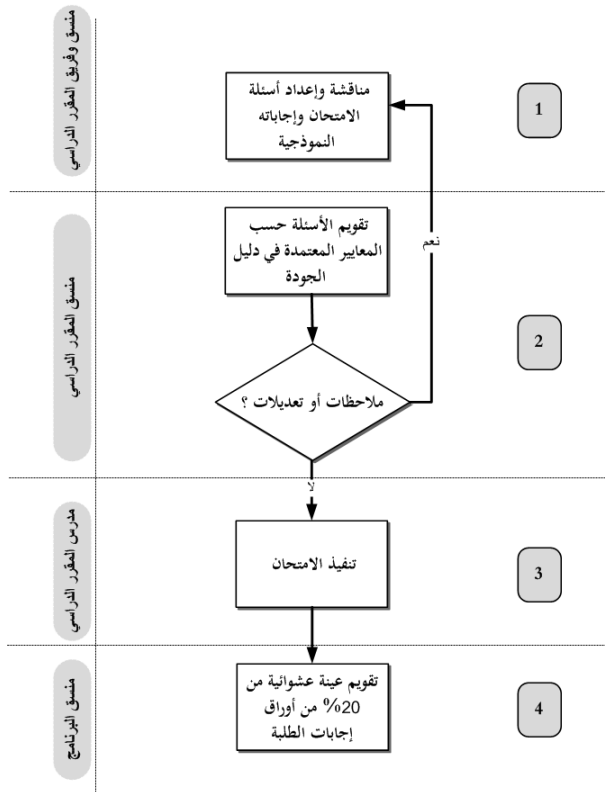 منسق وفريق المقرر الدراسي
مناقشة وإعداد أسئلة
الامتحان وإجاباته
النموذجية
1
منسق المقرر الدراسي
تقويم الأسئلة حسب
المعايير المعتمدة في دليل
الجودة
نعم
2
ملاحظات أو تعديلات ؟
لا
مدرس المقرر الدراسي
تنفيذ الامتحان
3
منسق البرنامج
تقويم عينة عشوائية من
20% من أوراق
إجابات الطلبة
4